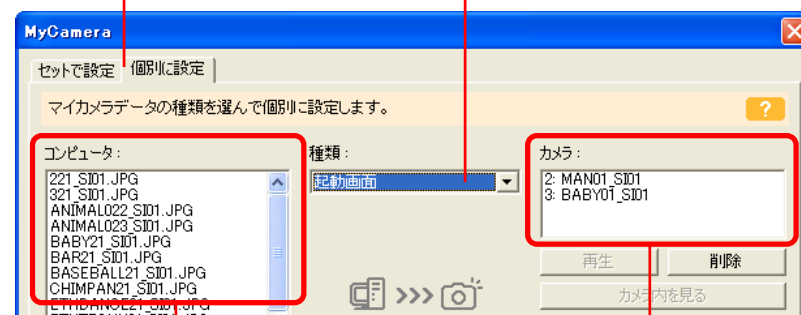 MyCamera
セットで設定
個別に設定
マイカメラデータの種類を選んで個別に設定します。
?
コンピュータ:
221_SI01.JPG
321_SI01.JPG
ANIMAL022_SI01.JPG
ANIMAL023_SI01.JPG
BABY21_SI01.JPG
BAR21_SI01.JPG
BASEBALL21_SI01.JPG
CHIMPAN21_SI01.JPG
ETHDANCE21_SI01.JPG
種類:
起動画面
>>>
カメラ:
2: MAN01_SI01
3: BABY01_SI01
再生
削除
カメラ内を見る